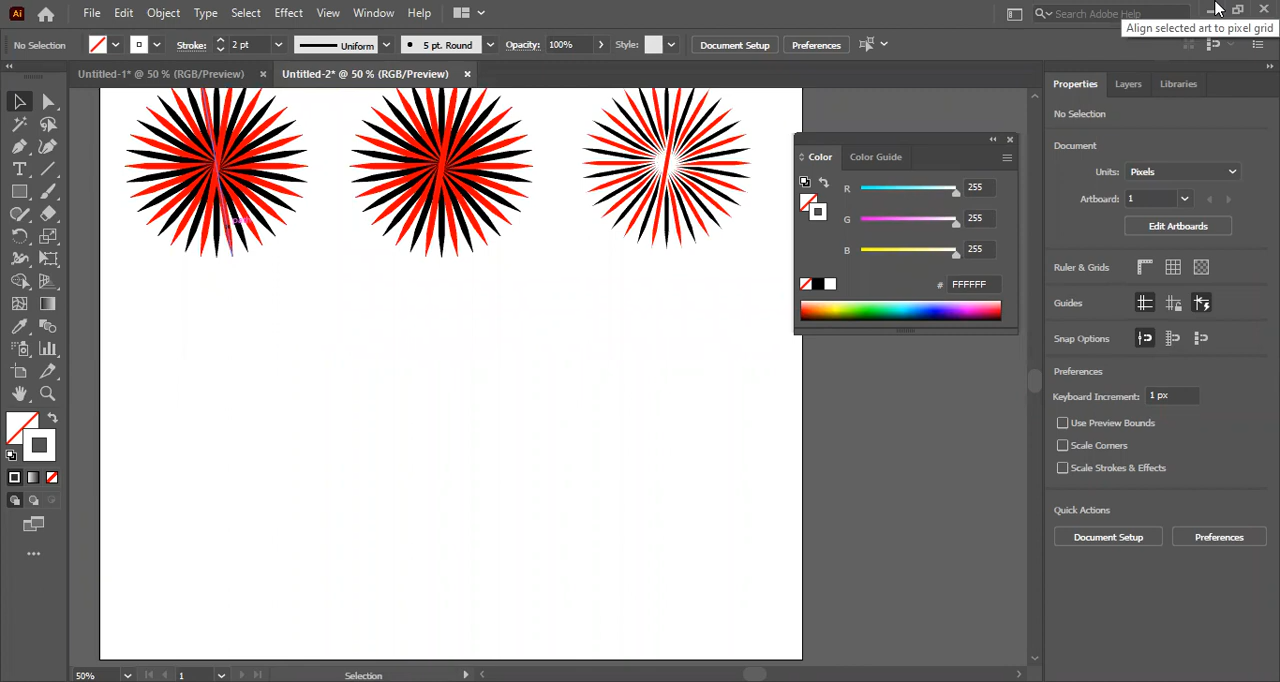 Ai File Edit Object Type Select Effect View Window Help Search Adobe Help
Align selected art to pixel grid
No Selection Stroke: 2 pt Uniform 5 pt. Round Opacity: 100% Style: Document Setup Preferences
Untitled-1* @ 50 % (RGB/Preview) × Untitled-2* @ 50 % (RGB/Preview) ×
Properties Layers Libraries
No Selection
Document
Units: Pixels
Artboard: 1
Edit Artboards
Ruler & Grids
Guides
Snap Options
Preferences
Keyboard Increment: 1 px
Use Preview Bounds
Scale Corners
Scale Strokes & Effects
Quick Actions
Document Setup Preferences
Color Color Guide
R 255
G 255
B 255
# FFFFFF
50% 1 Selection